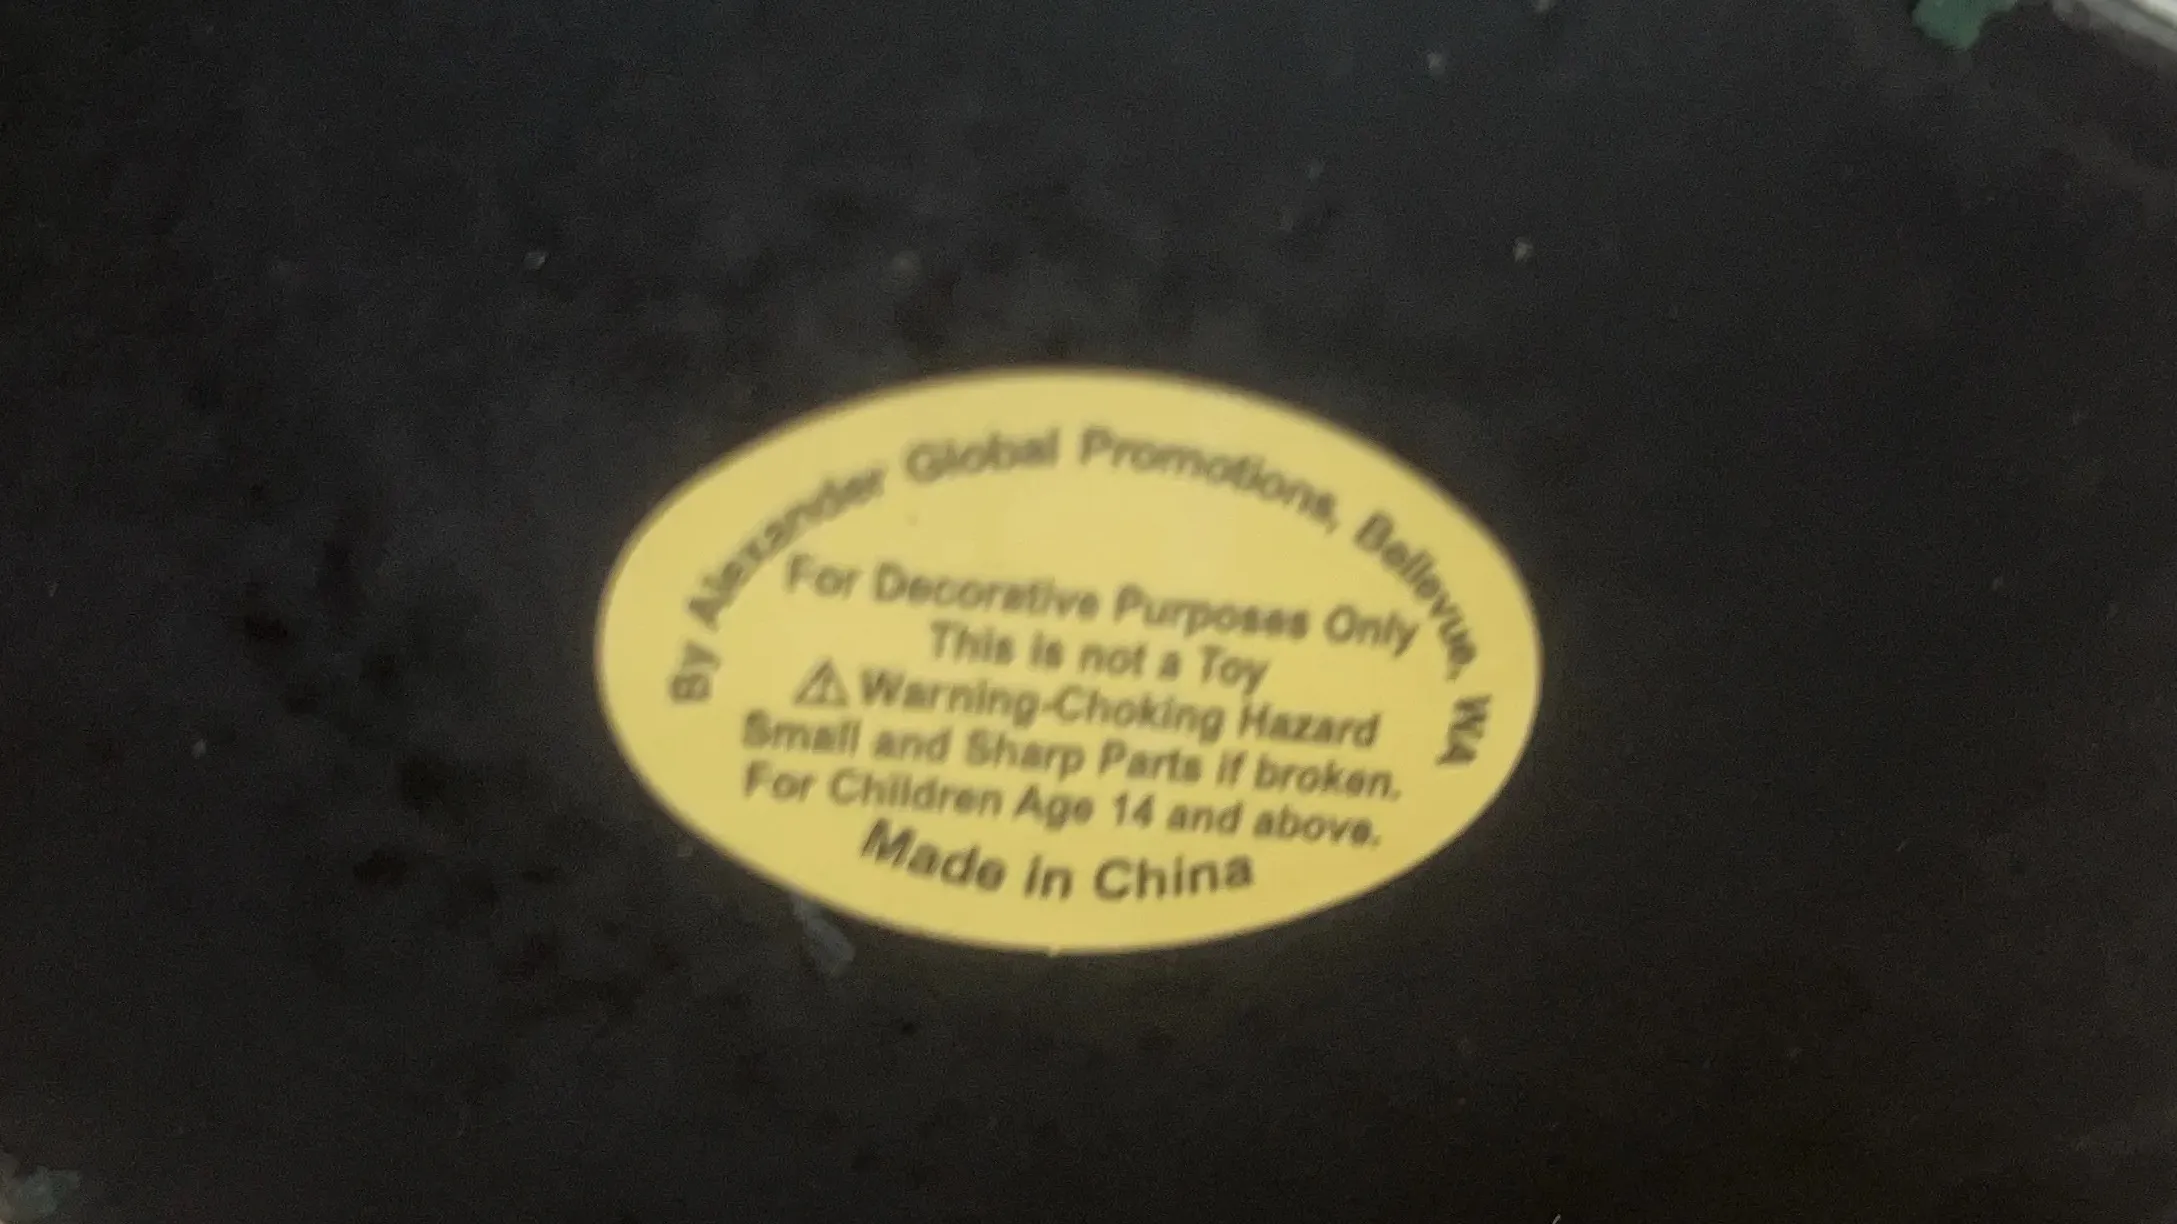 By Alexander Global Promotions, Bellevue, WA
For Decorative Purposes Only
This is not a Toy
⚠ Warning-Choking Hazard
Small and Sharp Parts if broken.
For Children Age 14 and above.
Made in China